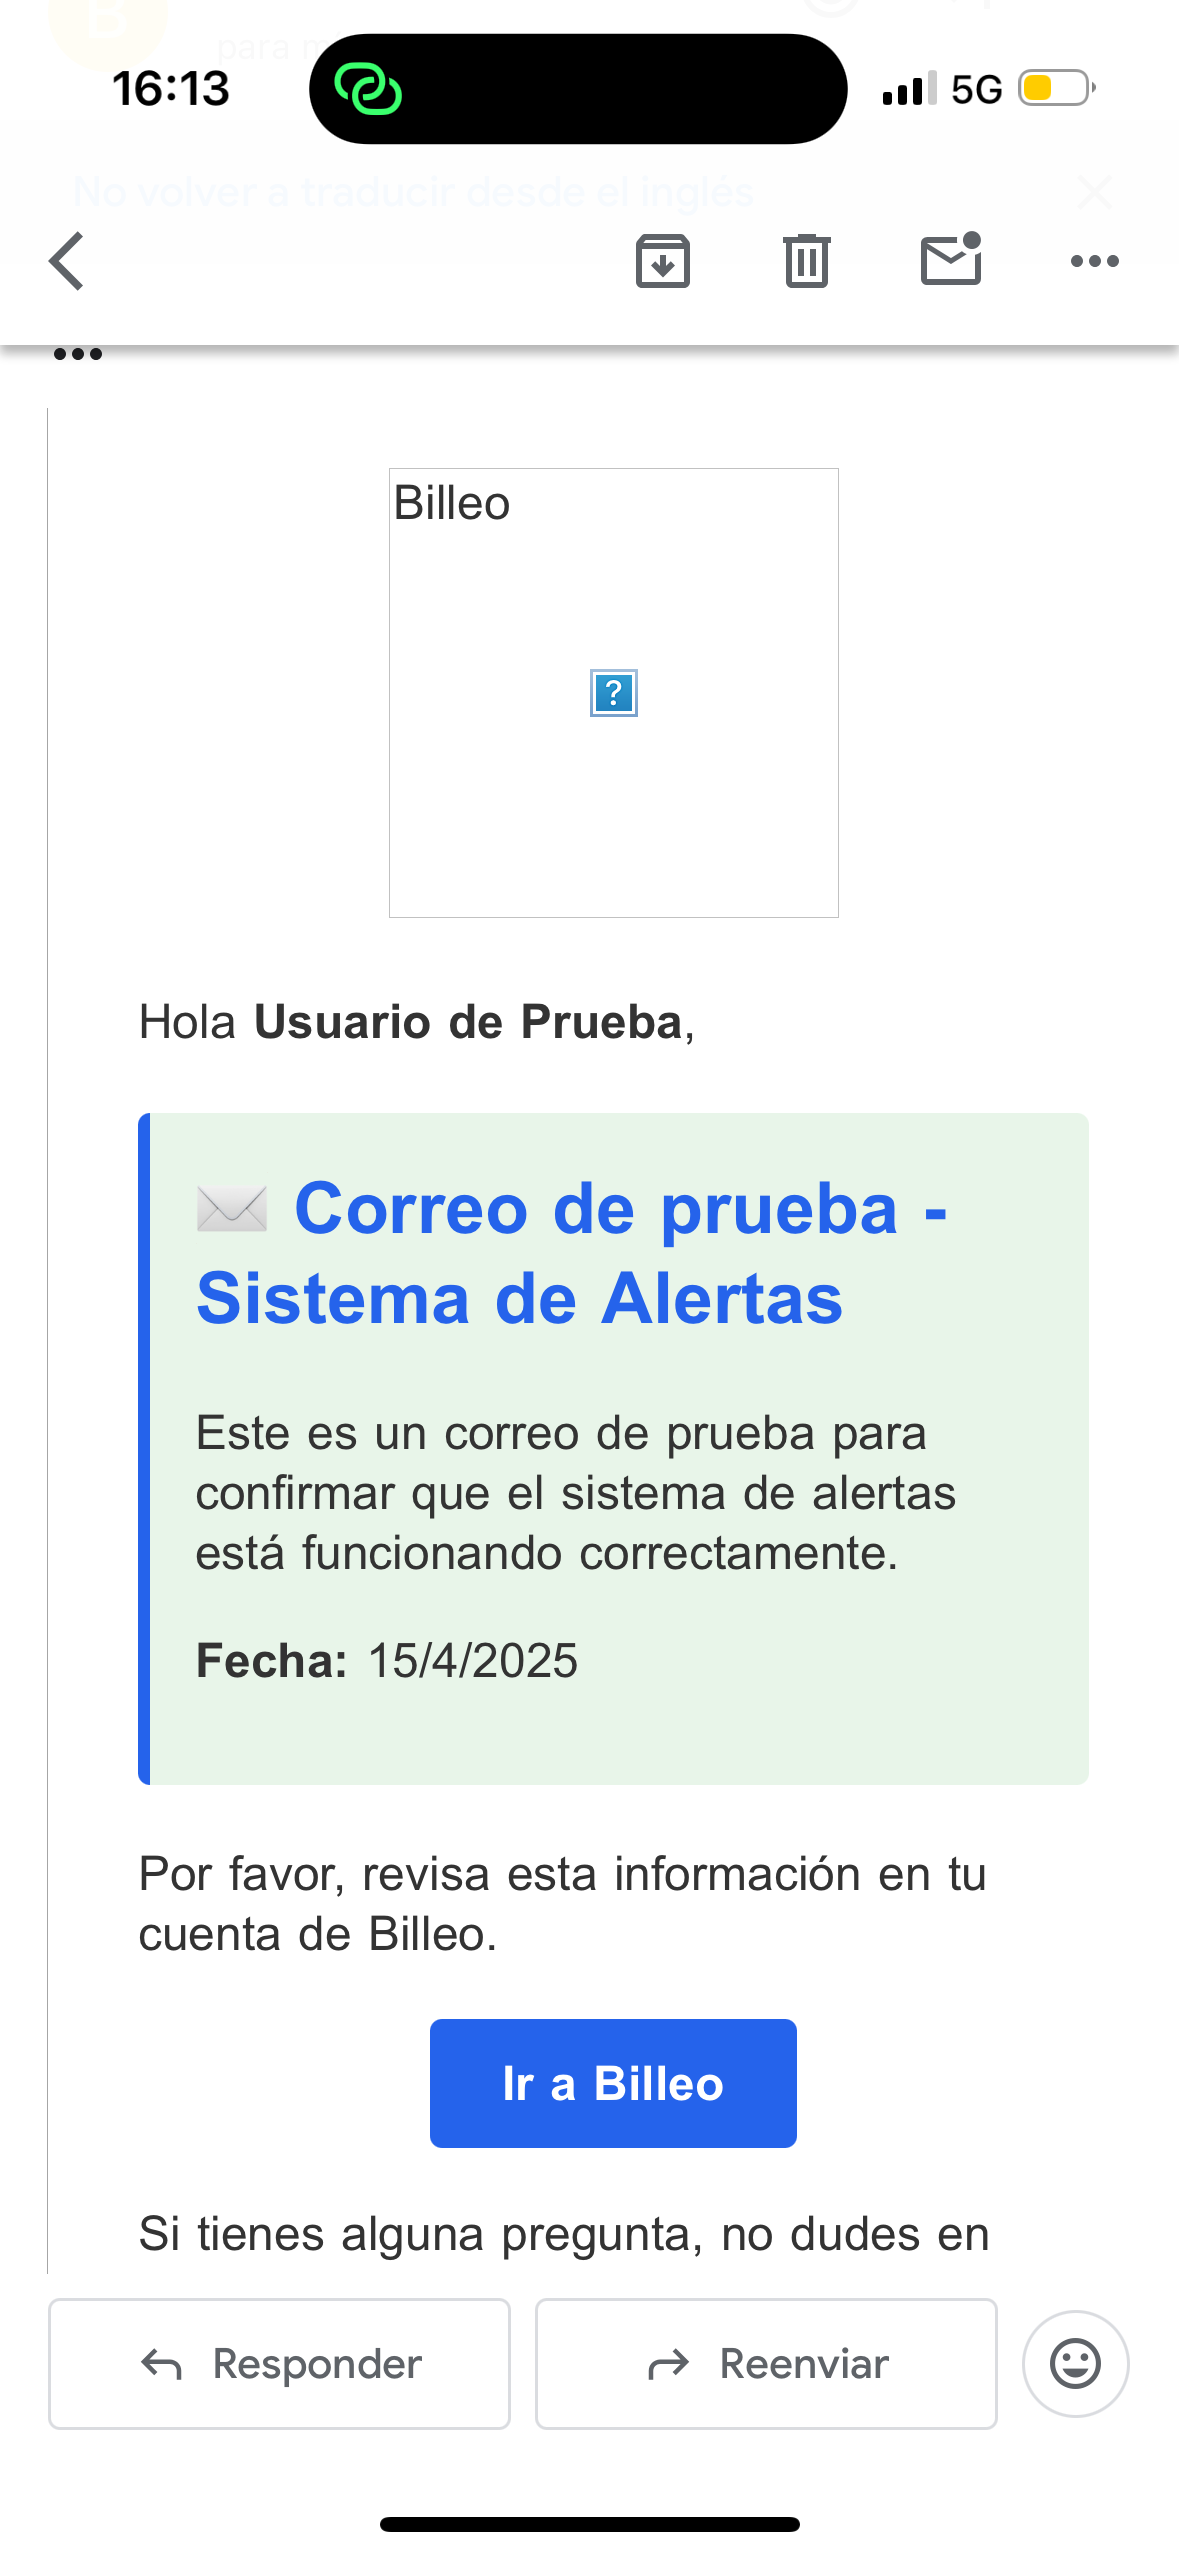 B
para m
16:13
5G
No volver a traducir desde el inglés
Billeo
?
Hola Usuario de Prueba,
Correo de prueba -
Sistema de Alertas
Este es un correo de prueba para
confirmar que el sistema de alertas
está funcionando correctamente.
Fecha: 15/4/2025
Por favor, revisa esta información en tu
cuenta de Billeo.
Ir a Billeo
Si tienes alguna pregunta, no dudes en
Responder
Reenviar